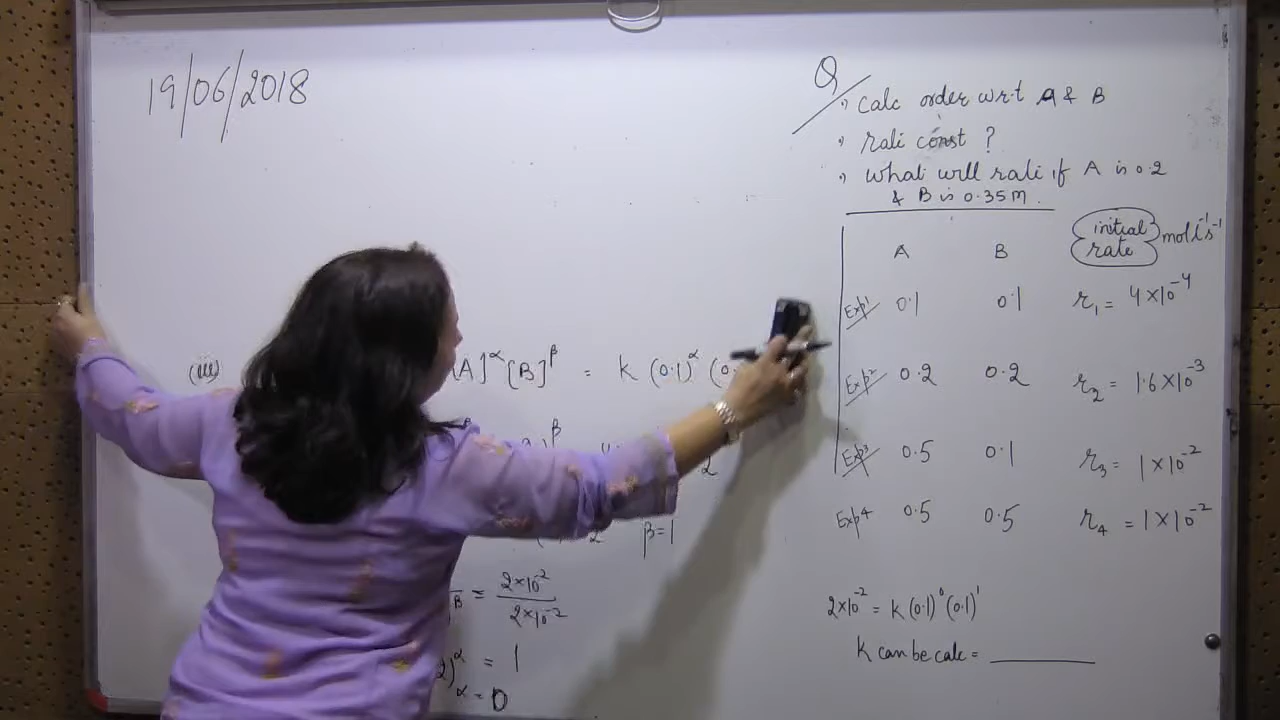 19/06/2018
(iii)
A]^α [B]^β = k (0.1)^α (0.
)^β
2
2 β=1
B = 2×10^-2 / 2×10^-2
2)^α = 1
α = 0
Q
, calc order w.r.t A & B
, rate const ?
, what will rate if A is 0.2
& B is 0.35M.
A B initial rate mol L^-1 s^-1
Exp1 0.1 0.1 r1 = 4×10^-4
Exp2 0.2 0.2 r2 = 1.6×10^-3
Exp3 0.5 0.1 r3 = 1×10^-2
Exp4 0.5 0.5 r4 = 1×10^-2
2×10^-2 = k (0.1)^0 (0.1)^1
K can be calc = ______